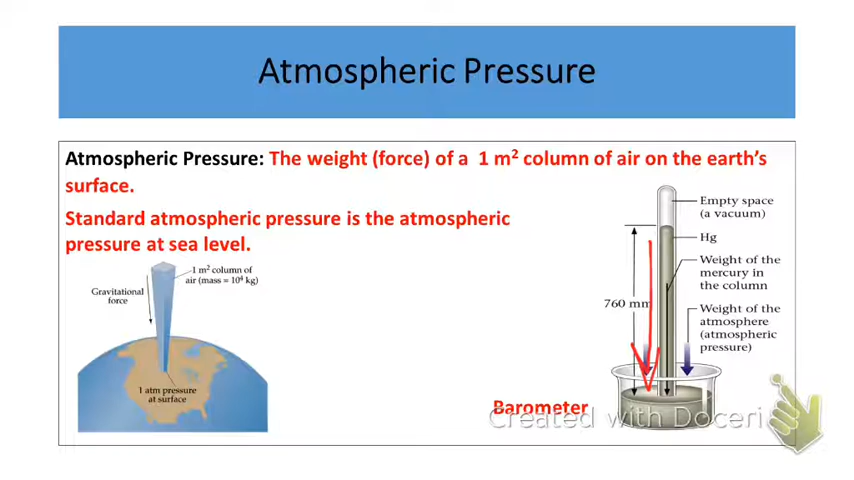 Atmospheric Pressure
Atmospheric Pressure: The weight (force) of a 1 m² column of air on the earth's
surface.
Standard atmospheric pressure is the atmospheric
pressure at sea level.
1 m² column of
air (mass = 10⁴ kg)
Gravitational
force
1 atm pressure
at surface
Empty space
(a vacuum)
Hg
Weight of the
mercury in
the column
760 mm
Weight of the
atmosphere
(atmospheric
pressure)
Barometer
Created with Doceri